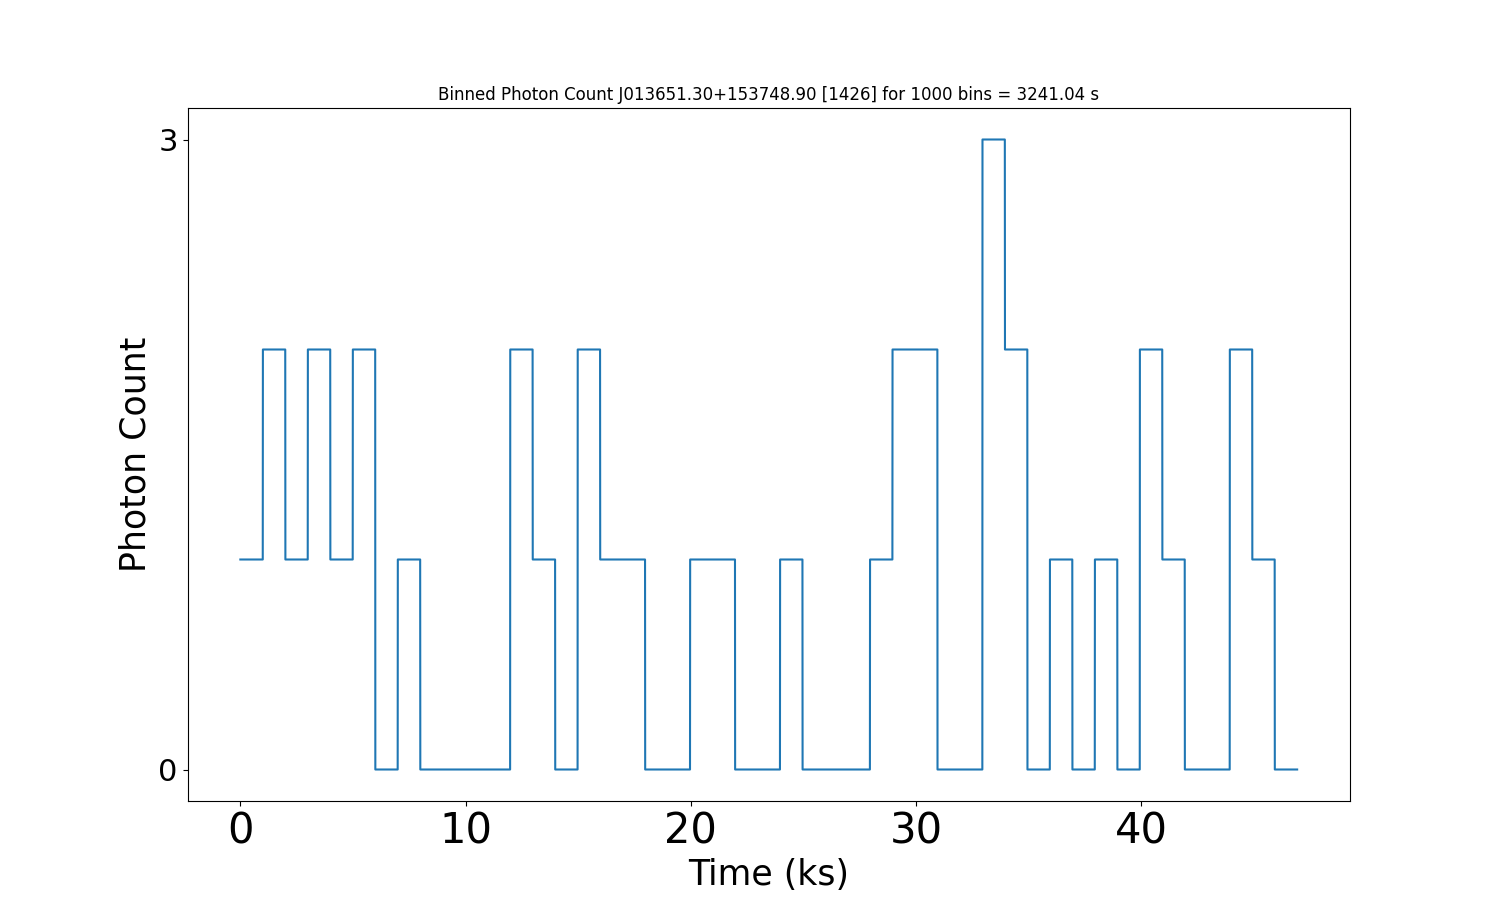 Binned Photon Count J013651.30+153748.90 [1426] for 1000 bins = 3241.04 s
3
Photon Count
0
0 10 20 30 40
Time (ks)